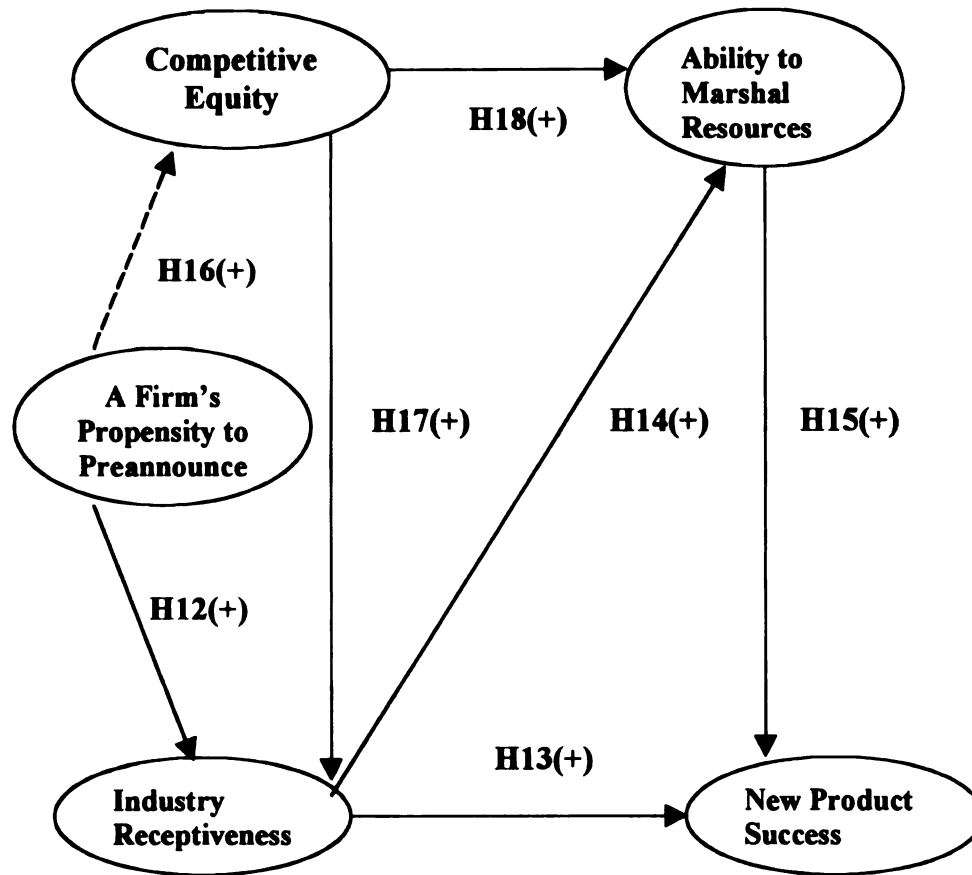 Competitive
Equity
Ability to
Marshal
Resources
H18(+)
H16(+)
A Firm's
Propensity to
Preannounce
H17(+)
H14(+)
H15(+)
H12(+)
H13(+)
Industry
Receptiveness
New Product
Success